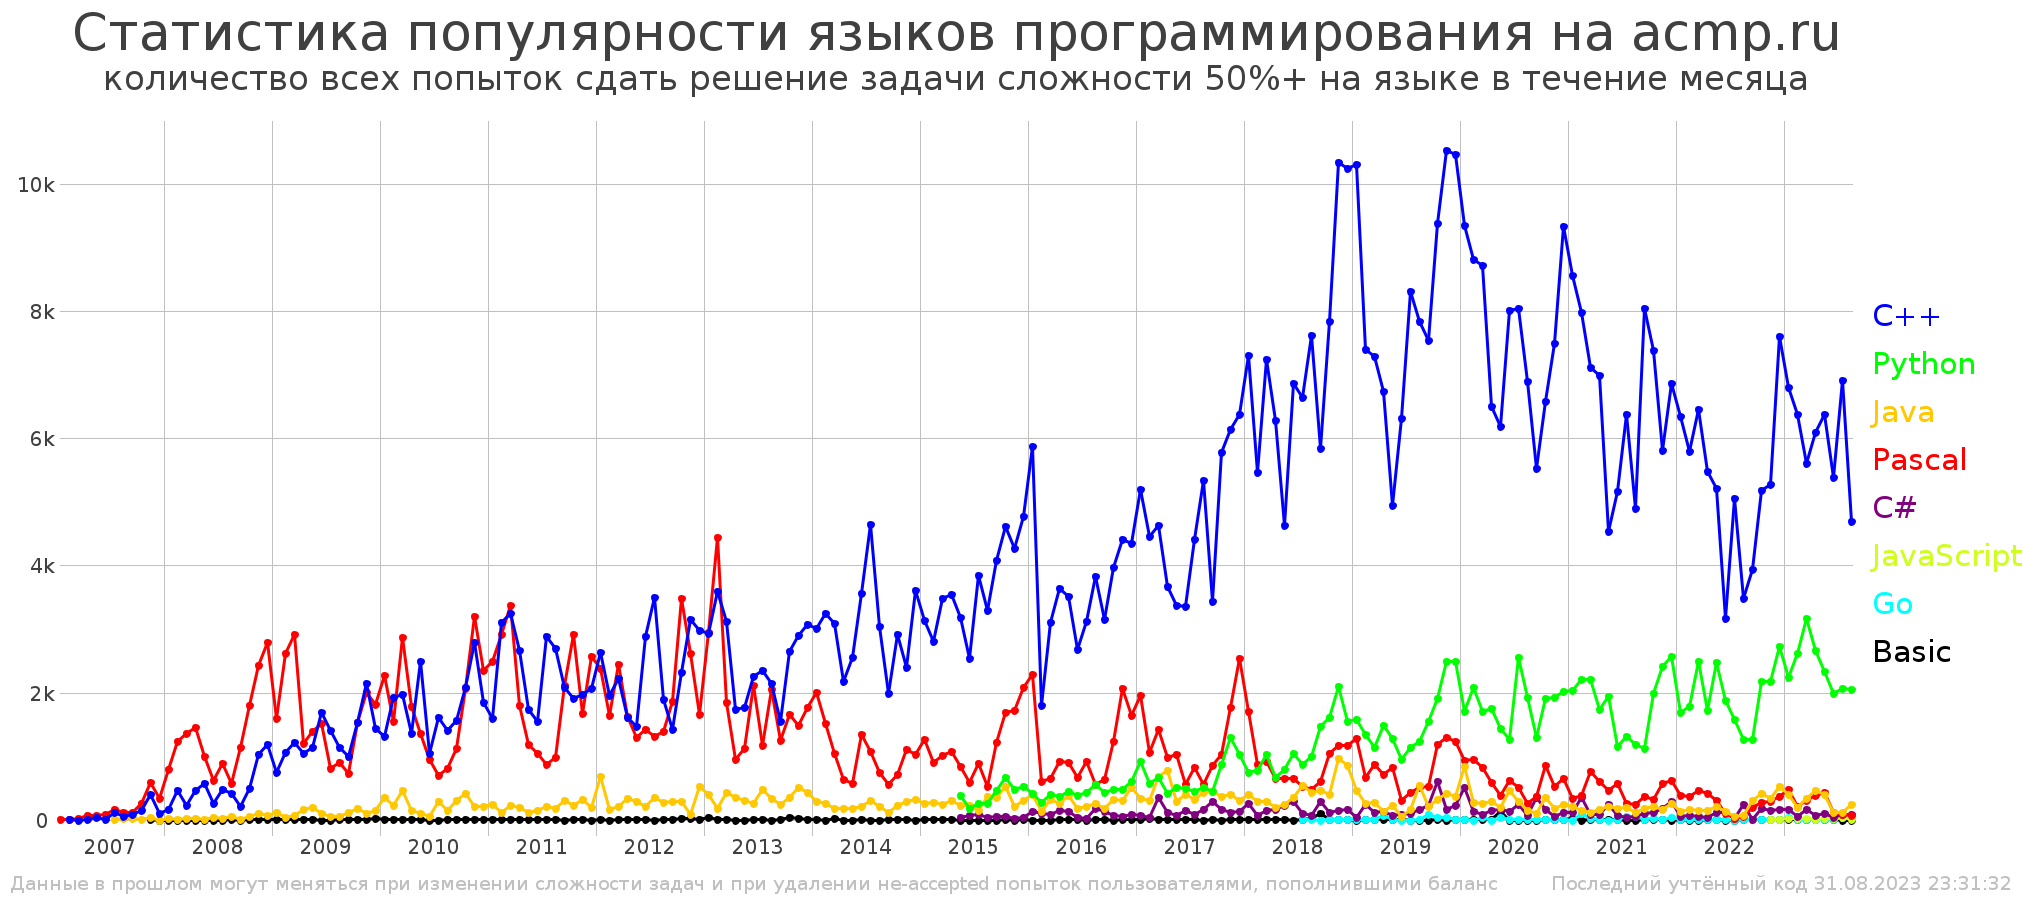 Статистика популярности языков программирования на acmp.ru
количество всех попыток сдать решение задачи сложности 50%+ на языке в течение месяца
10k
8k
6k
4k
2k
0
C++
Python
Java
Pascal
C#
JavaScript
Go
Basic
2007 2008 2009 2010 2011 2012 2013 2014 2015 2016 2017 2018 2019 2020 2021 2022
Данные в прошлом могут меняться при изменении сложности задач и при удалении не-accepted попыток пользователями, пополнившими баланс Последний учтённый код 31.08.2023 23:31:32